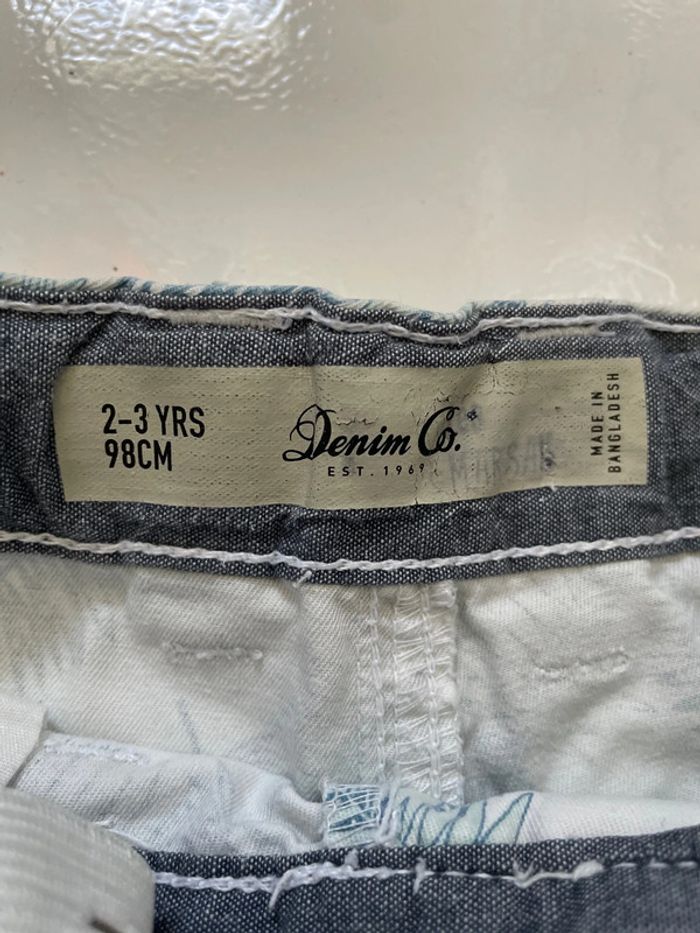 2-3 YRS
98CM
Denim Co.
EST. 1969
MADE IN
BANGLADESH